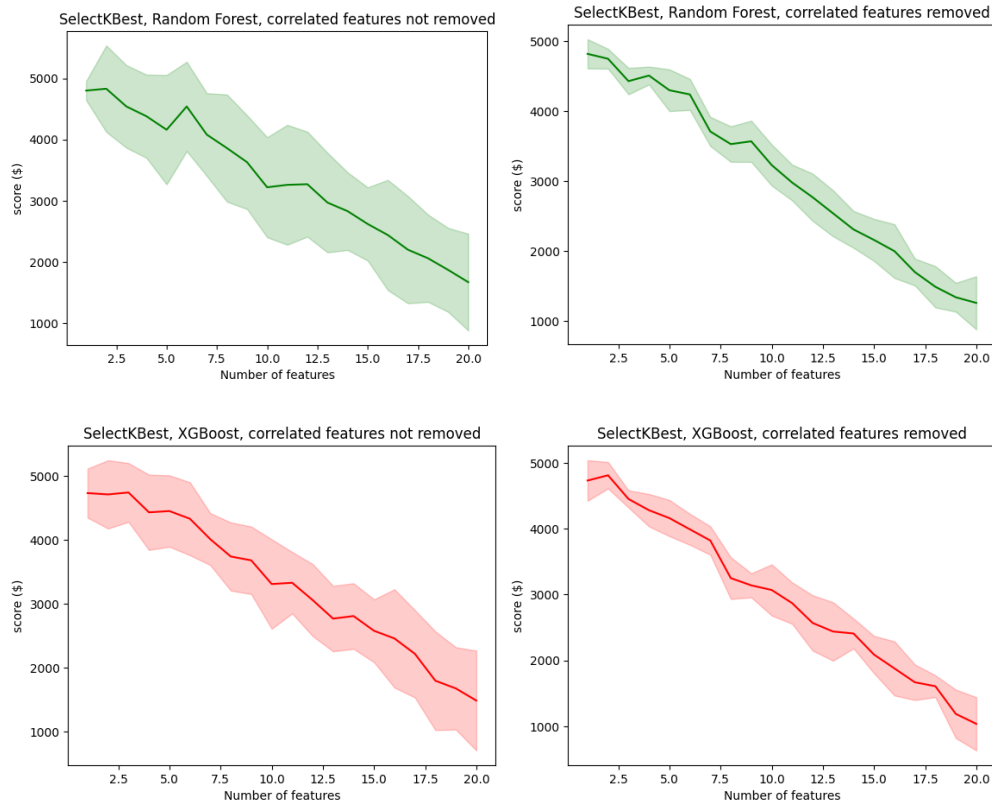 SelectKBest, Random Forest, correlated features not removed
5000
4000
3000
2000
1000
score ($)
2.5 5.0 7.5 10.0 12.5 15.0 17.5 20.0
Number of features
SelectKBest, Random Forest, correlated features removed
5000
4000
3000
2000
1000
score ($)
2.5 5.0 7.5 10.0 12.5 15.0 17.5 20.0
Number of features
SelectKBest, XGBoost, correlated features not removed
5000
4000
3000
2000
1000
score ($)
2.5 5.0 7.5 10.0 12.5 15.0 17.5 20.0
Number of features
SelectKBest, XGBoost, correlated features removed
5000
4000
3000
2000
1000
score ($)
2.5 5.0 7.5 10.0 12.5 15.0 17.5 20.0
Number of features